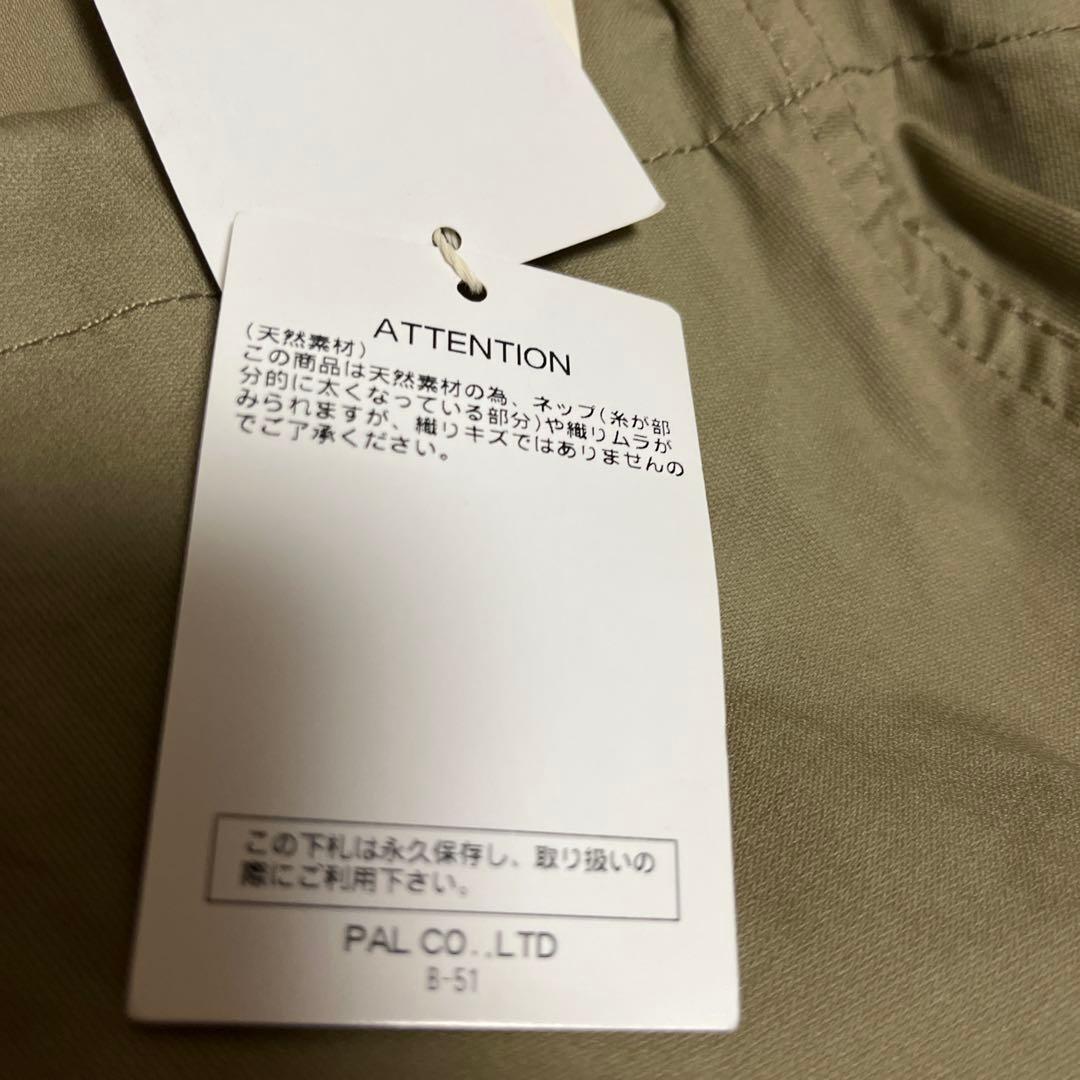 ATTENTION
(天然素材)
この商品は天然素材の為、ネップ(糸が部
分的に太くなっている部分)や織りムラが
みられますが、織りキズではありませんの
でご了承ください。
この下札は永久保存し、取り扱いの
際にご利用下さい。
PAL CO.,LTD
B-51